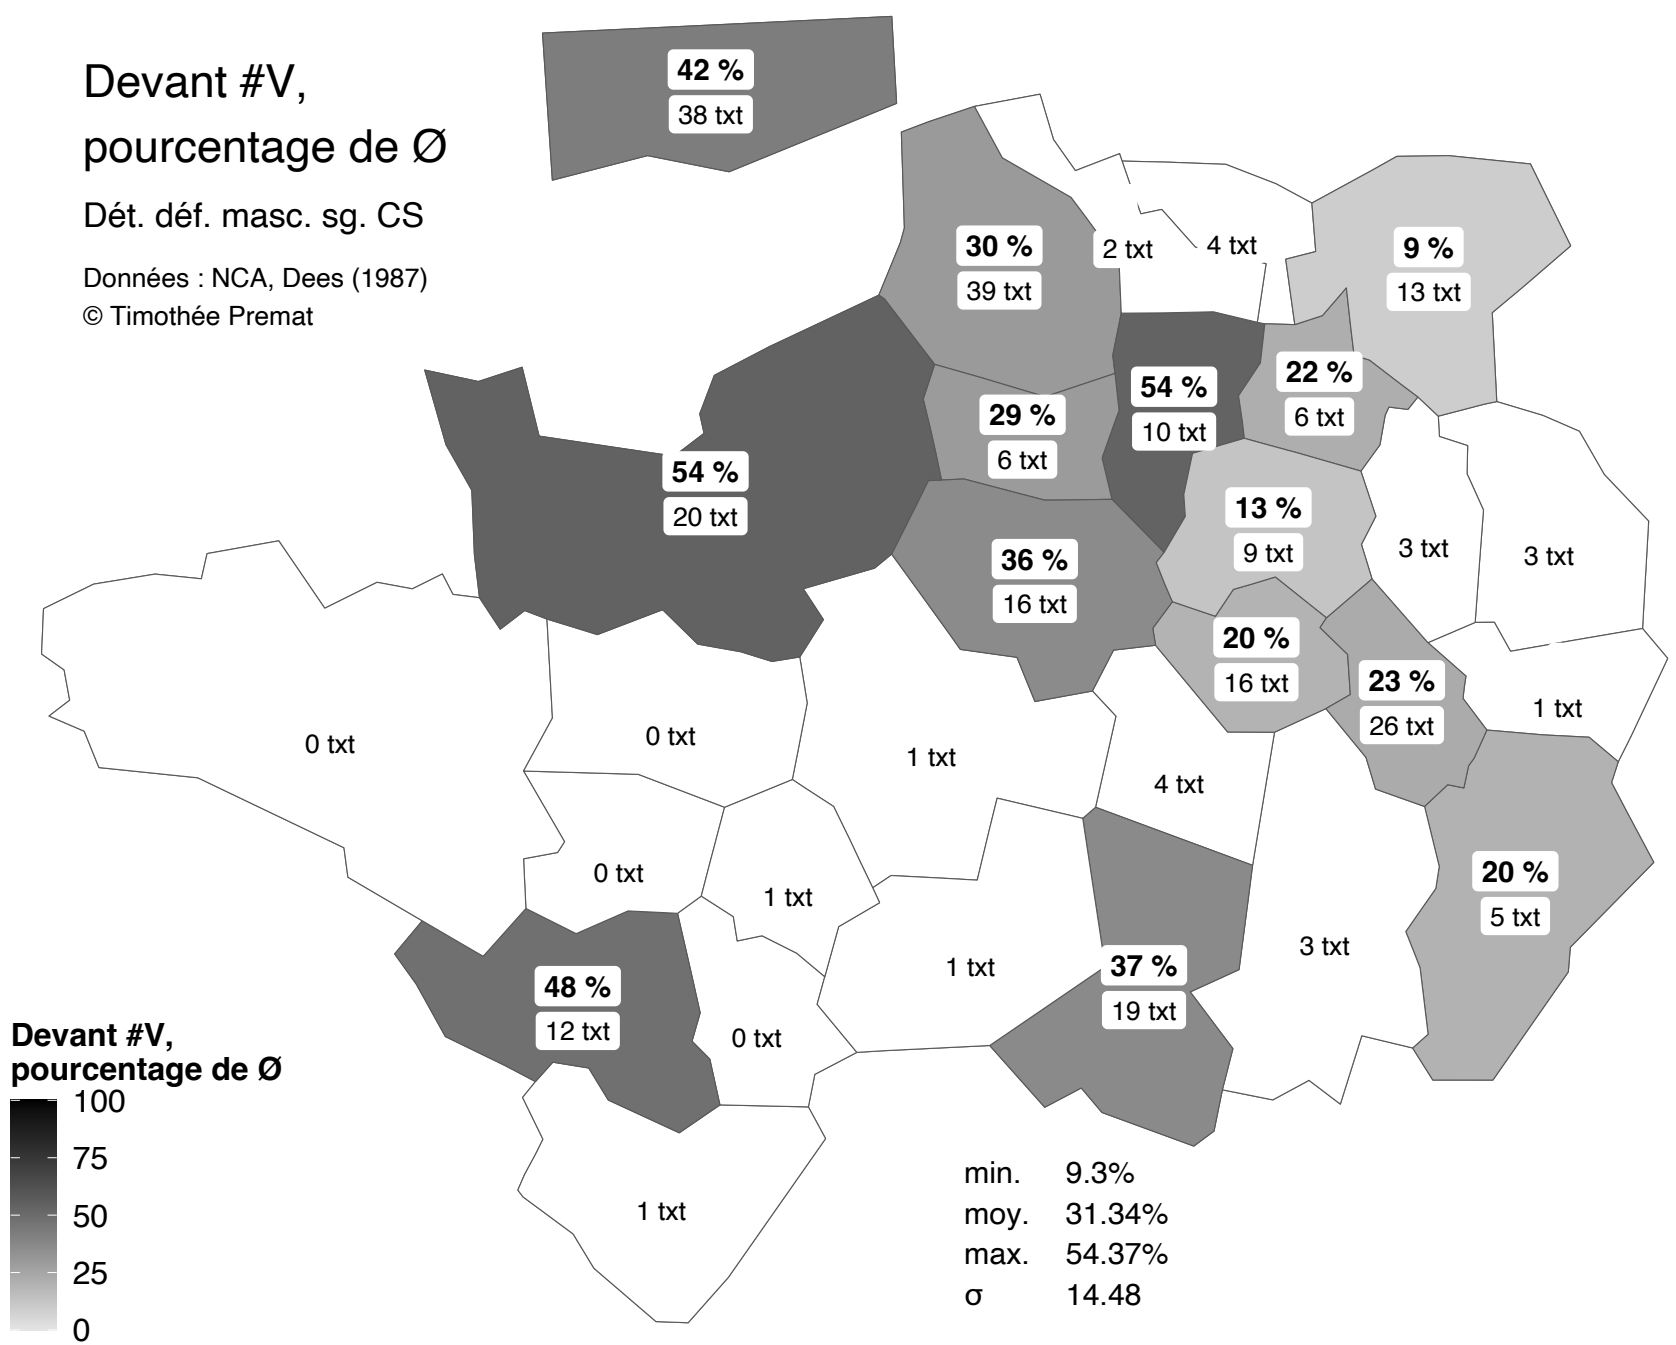 Devant #V,
pourcentage de Ø
Dét. déf. masc. sg. CS
Données : NCA, Dees (1987)
© Timothée Premat
42 %
38 txt
30 %
39 txt
2 txt
4 txt
9 %
13 txt
54 %
10 txt
22 %
6 txt
29 %
6 txt
54 %
20 txt
13 %
9 txt
3 txt
3 txt
36 %
16 txt
20 %
16 txt
23 %
26 txt
1 txt
0 txt
0 txt
1 txt
4 txt
0 txt
1 txt
20 %
5 txt
48 %
12 txt
0 txt
1 txt
37 %
19 txt
3 txt
1 txt
Devant #V,
pourcentage de Ø
100
75
50
25
0
min. 9.3%
moy. 31.34%
max. 54.37%
σ 14.48